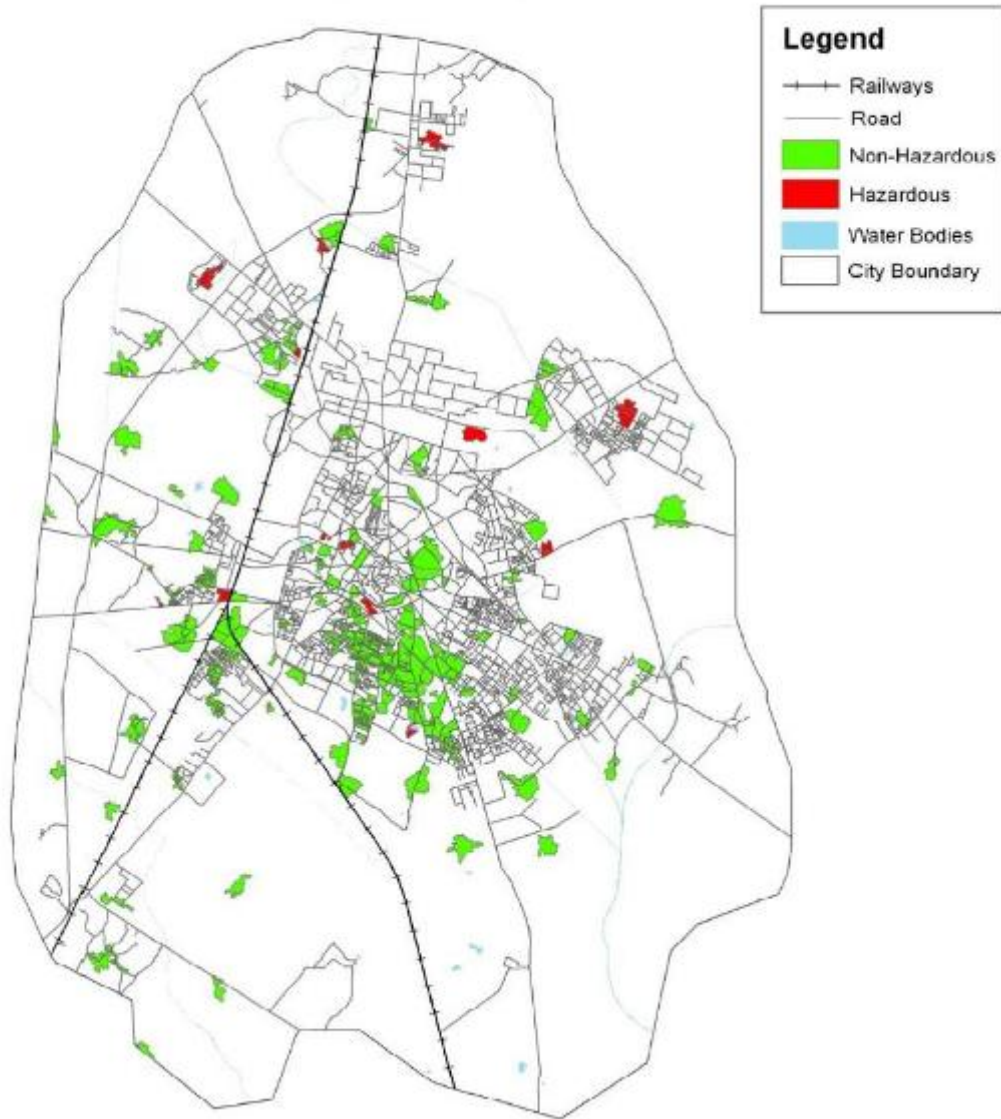 Legend
Railways
Road
Non-Hazardous
Hazardous
Water Bodies
City Boundary